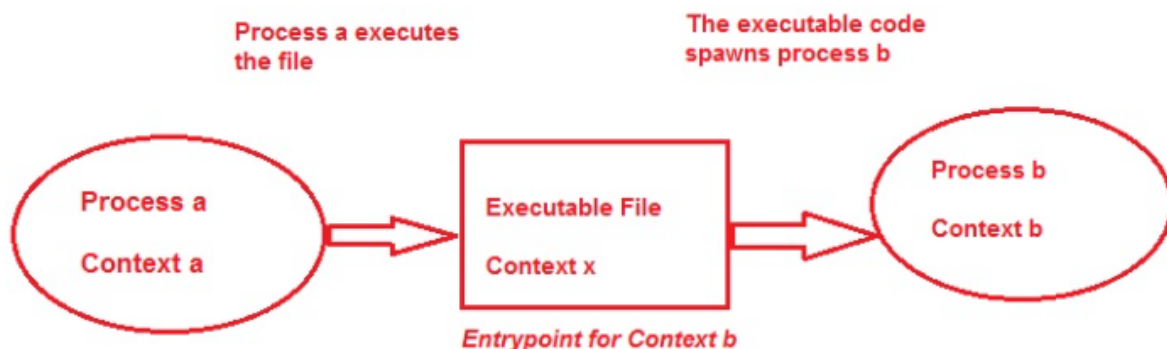 Process a executes
the file
The executable code
spawns process b
Process a
Context a
Executable File
Context x
Process b
Context b
Entrypoint for Context b